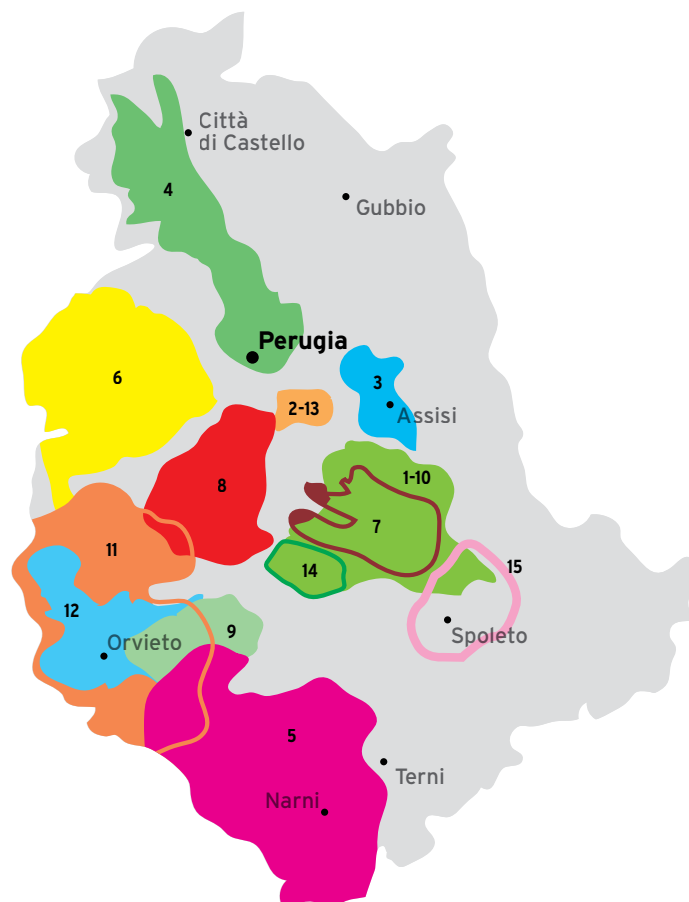 Città
di Castello
4
Gubbio
Perugia
6
3
2-13
Assisi
8
1-10
7
11
14
15
12
9
Spoleto
Orvieto
5
Terni
Narni